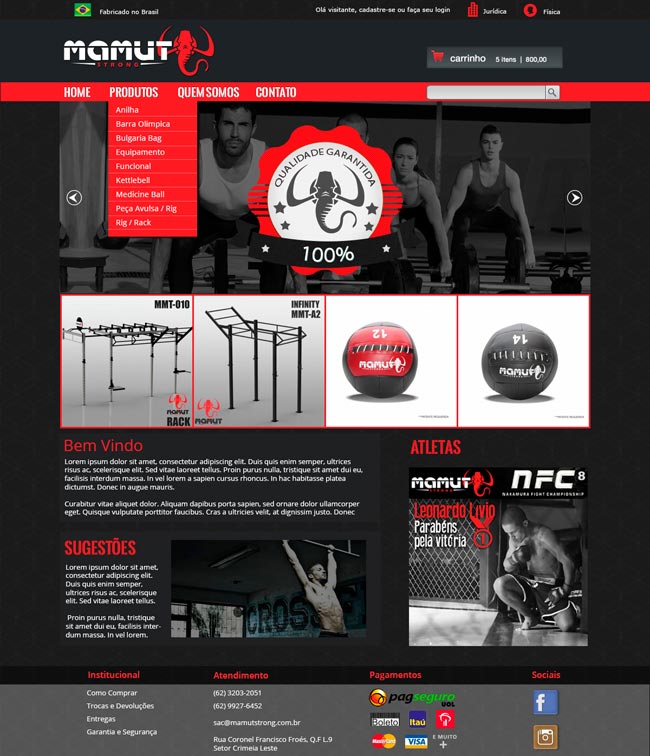 Fabricado no Brasil
Olá visitante, cadastre-se ou faça seu login
Jurídica
Física
MAMUT
STRONG
carrinho 5 Itens | 800,00
HOME PRODUTOS QUEM SOMOS CONTATO
Anilha
Barra Olimpica
Bulgaria Bag
Equipamento
Funcional
Kettlebell
Medicine Ball
Peça Avulsa / Rig
Rig / Rack
QUALIDADE GARANTIDA
100%
MMT-010
MAMUT
RACK
INFINITY
MMT-A2
MAMUT
12
MAMUT
14
MAMUT
Bem Vindo
Lorem ipsum dolor sit amet, consectetur adipiscing elit. Duis quis enim semper, ultrices
risus ac, scelerisque elit. Sed vitae laoreet tellus. Proin purus nulla, tristique sit amet dui eu,
facilisis interdum massa. In vel lorem a sapien cursus rhoncus. In hac habitasse platea
dictumst. Donec in augue mauris.
Curabitur vitae aliquet dolor. Aliquam dapibus porta sapien, sed ornare dolor ullamcorper
eget. Quisque vulputate porttitor faucibus. Cras a ultricies velit, at dignissim justo. Donec
ATLETAS
MAMUT
STRONG
NFC 8
NAKAMURA FIGHT CHAMPIONSHIP
Leonardo Livio
Parabéns
pela vitória
1
SUGESTÕES
Lorem ipsum dolor sit amet,
consectetur adipiscing elit.
Duis quis enim semper,
ultrices risus ac, scelerisque
elit. Sed vitae laoreet tellus.
Proin purus nulla, tristique
sit amet dui eu, facilisis inter-
dum massa. In vel lorem.
CROSSF
Institucional
Como Comprar
Trocas e Devoluções
Entregas
Garantia e Segurança
Atendimento
(62) 3203-2051
(62) 9927-6452
sac@mamutstrong.com.br
Rua Coronel Francisco Froés, Q.F L.9
Setor Crimeia Leste
Pagamentos
pagseguro
UOL
Boleto
Itaú
MasterCard
VISA
E MUITO
+
Sociais
f